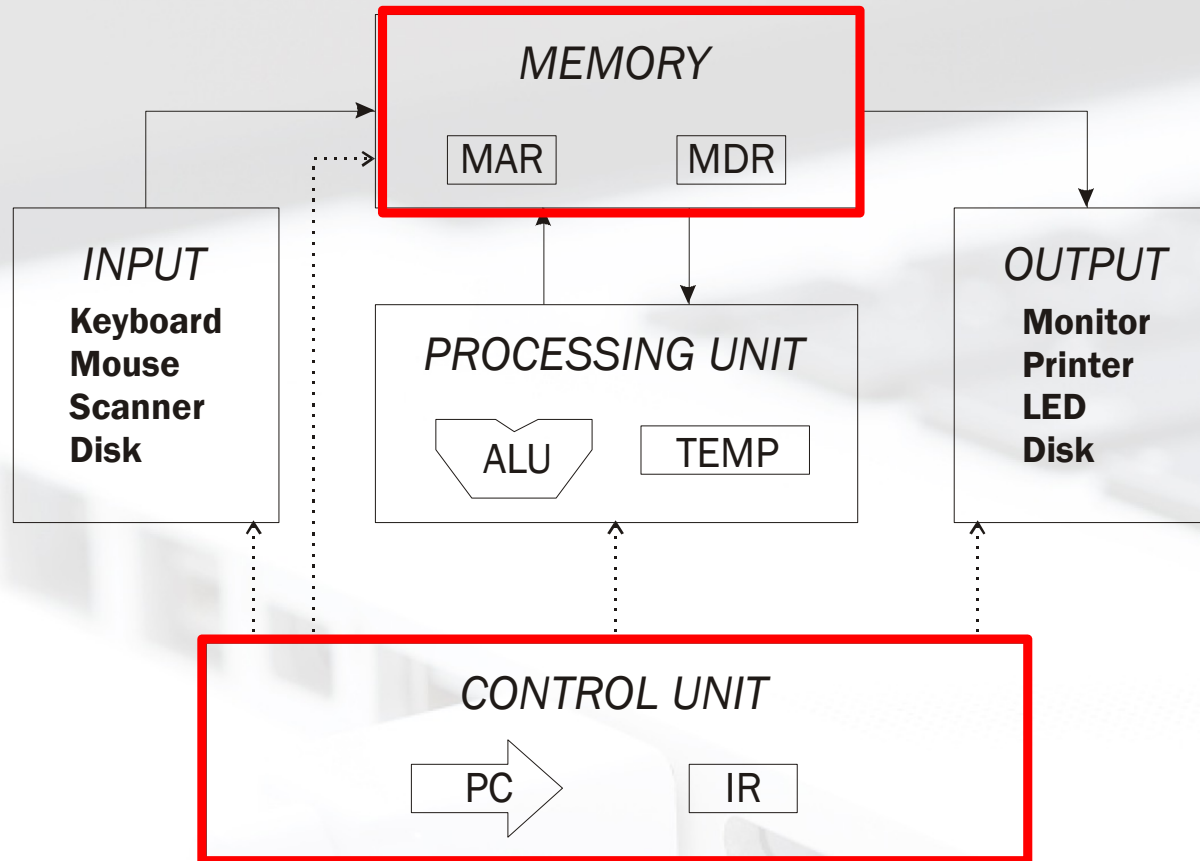 MEMORY
MAR
MDR
INPUT
Keyboard
Mouse
Scanner
Disk
PROCESSING UNIT
ALU
TEMP
OUTPUT
Monitor
Printer
LED
Disk
CONTROL UNIT
PC
IR